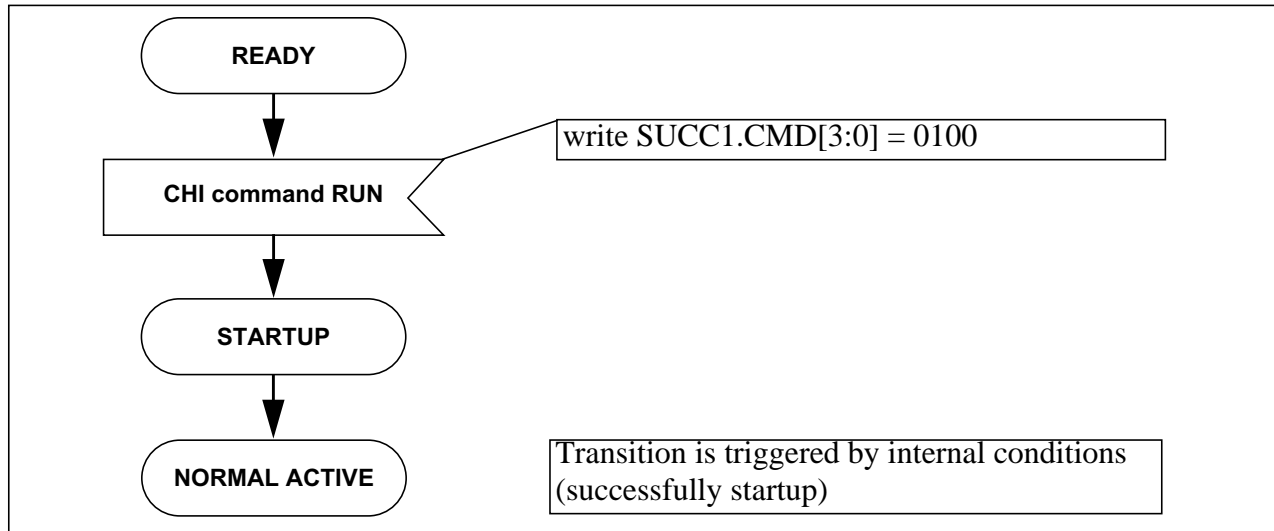 READY
write SUCC1.CMD[3:0] = 0100
CHI command RUN
STARTUP
NORMAL ACTIVE
Transition is triggered by internal conditions
(successfully startup)